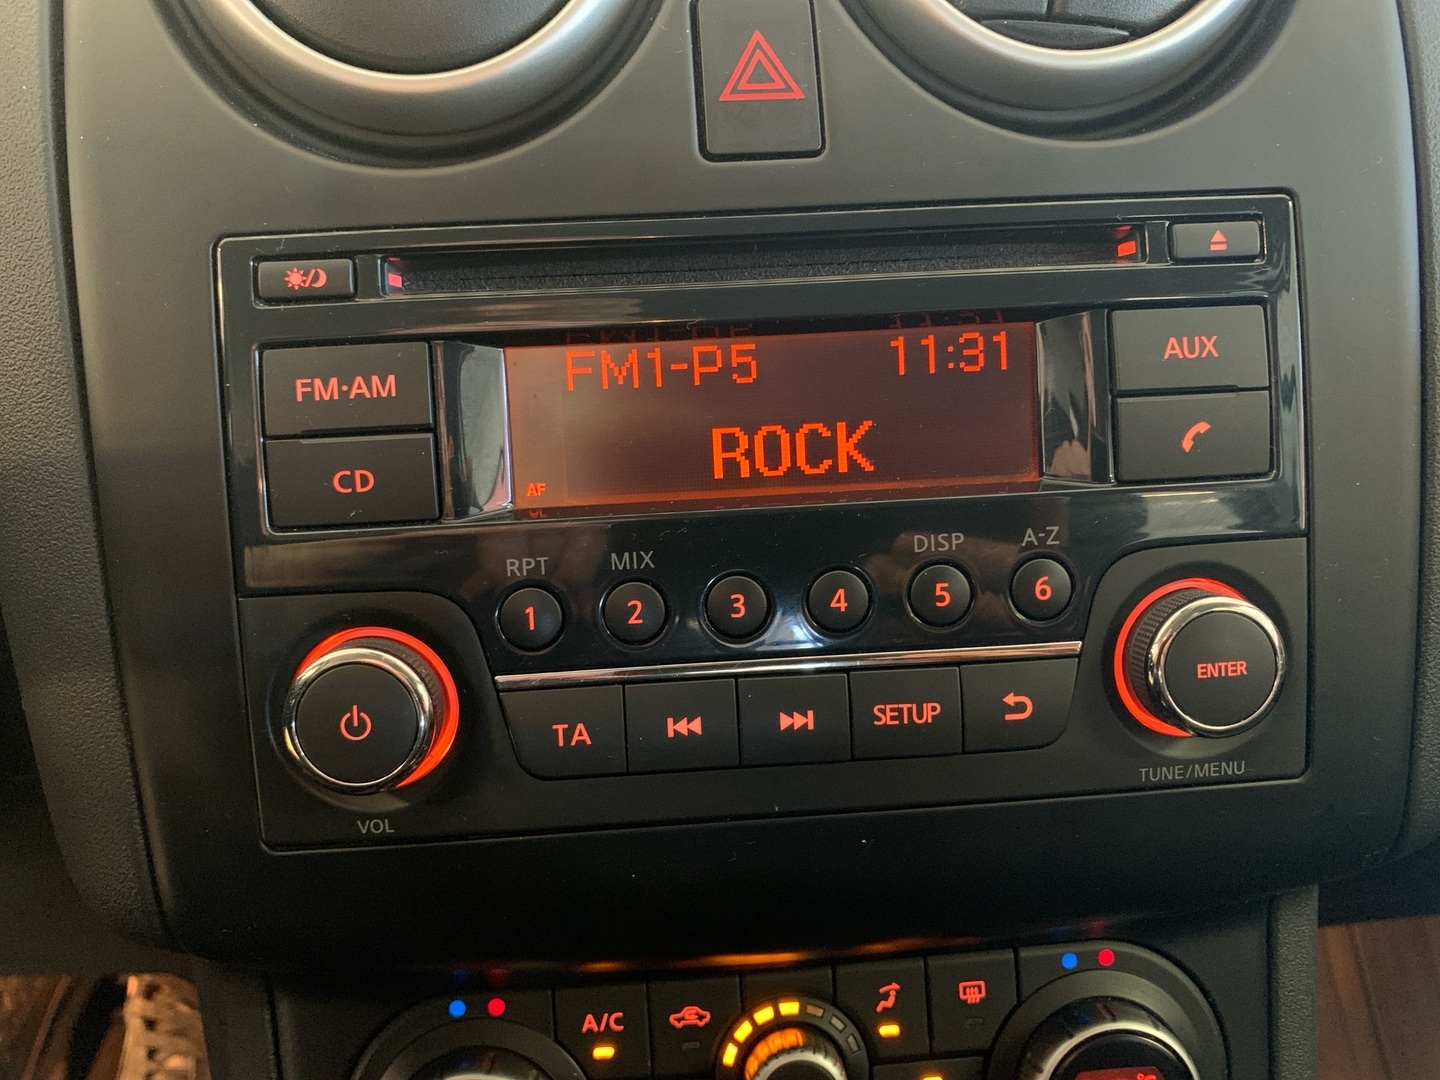 FM·AM
CD
FM1-P5 11:31
ROCK
AF
AUX
RPT MIX DISP A-Z
1 2 3 4 5 6
TA SETUP
ENTER
VOL
TUNE/MENU
A/C